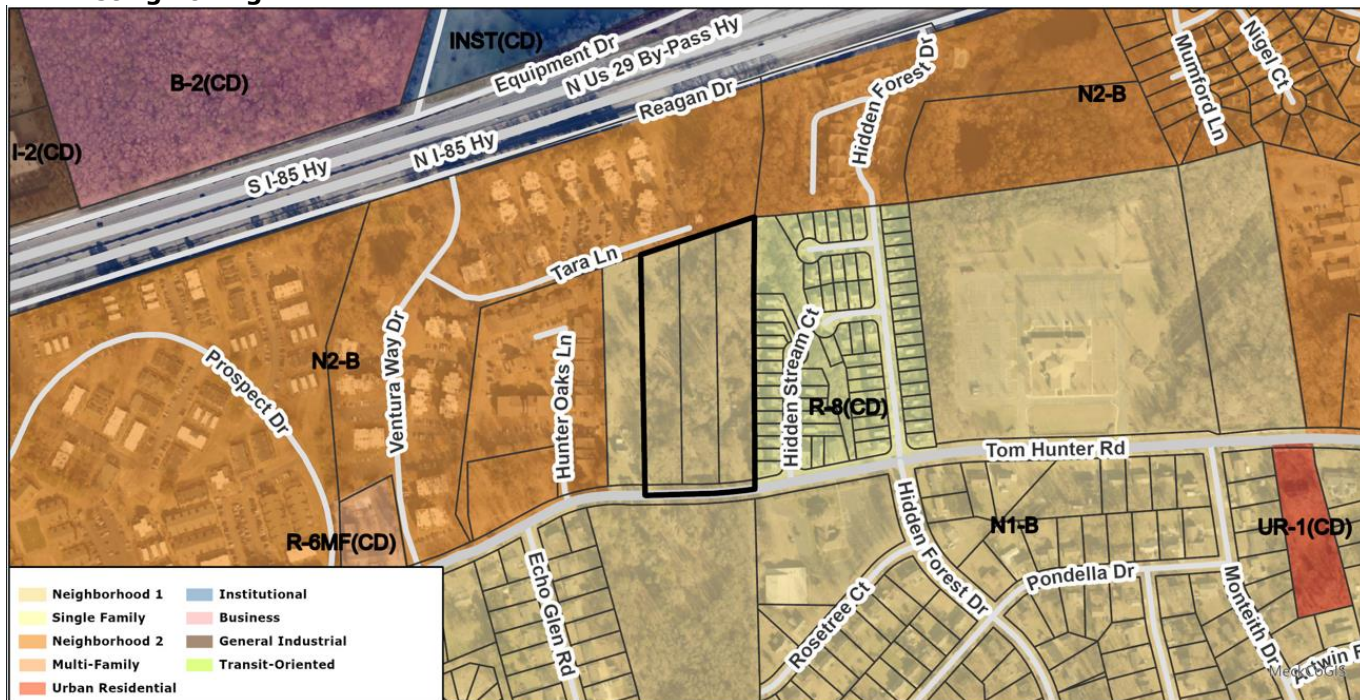 INST(CD)
Equipment Dr
N Us 29 By-Pass Hy
B-2(CD)
Reagan Dr
Hidden Forest Dr
Mumford Ln
Nigel Ct
N2-B
I-2(CD)
S I-85 Hy
N I-85 Hy
Tara Ln
Prospect Dr
N2-B
Ventura Way Dr
Hunter Oaks Ln
Hidden Stream Ct
R-8(CD)
Tom Hunter Rd
R-6MF(CD)
Echo Glen Rd
Hidden Forest Dr
N1-B
UR-1(CD)
Rosetree Ct
Pondella Dr
Monteith Dr
MeckCoGIS
Neighborhood 1
Single Family
Neighborhood 2
Multi-Family
Urban Residential
Institutional
Business
General Industrial
Transit-Oriented